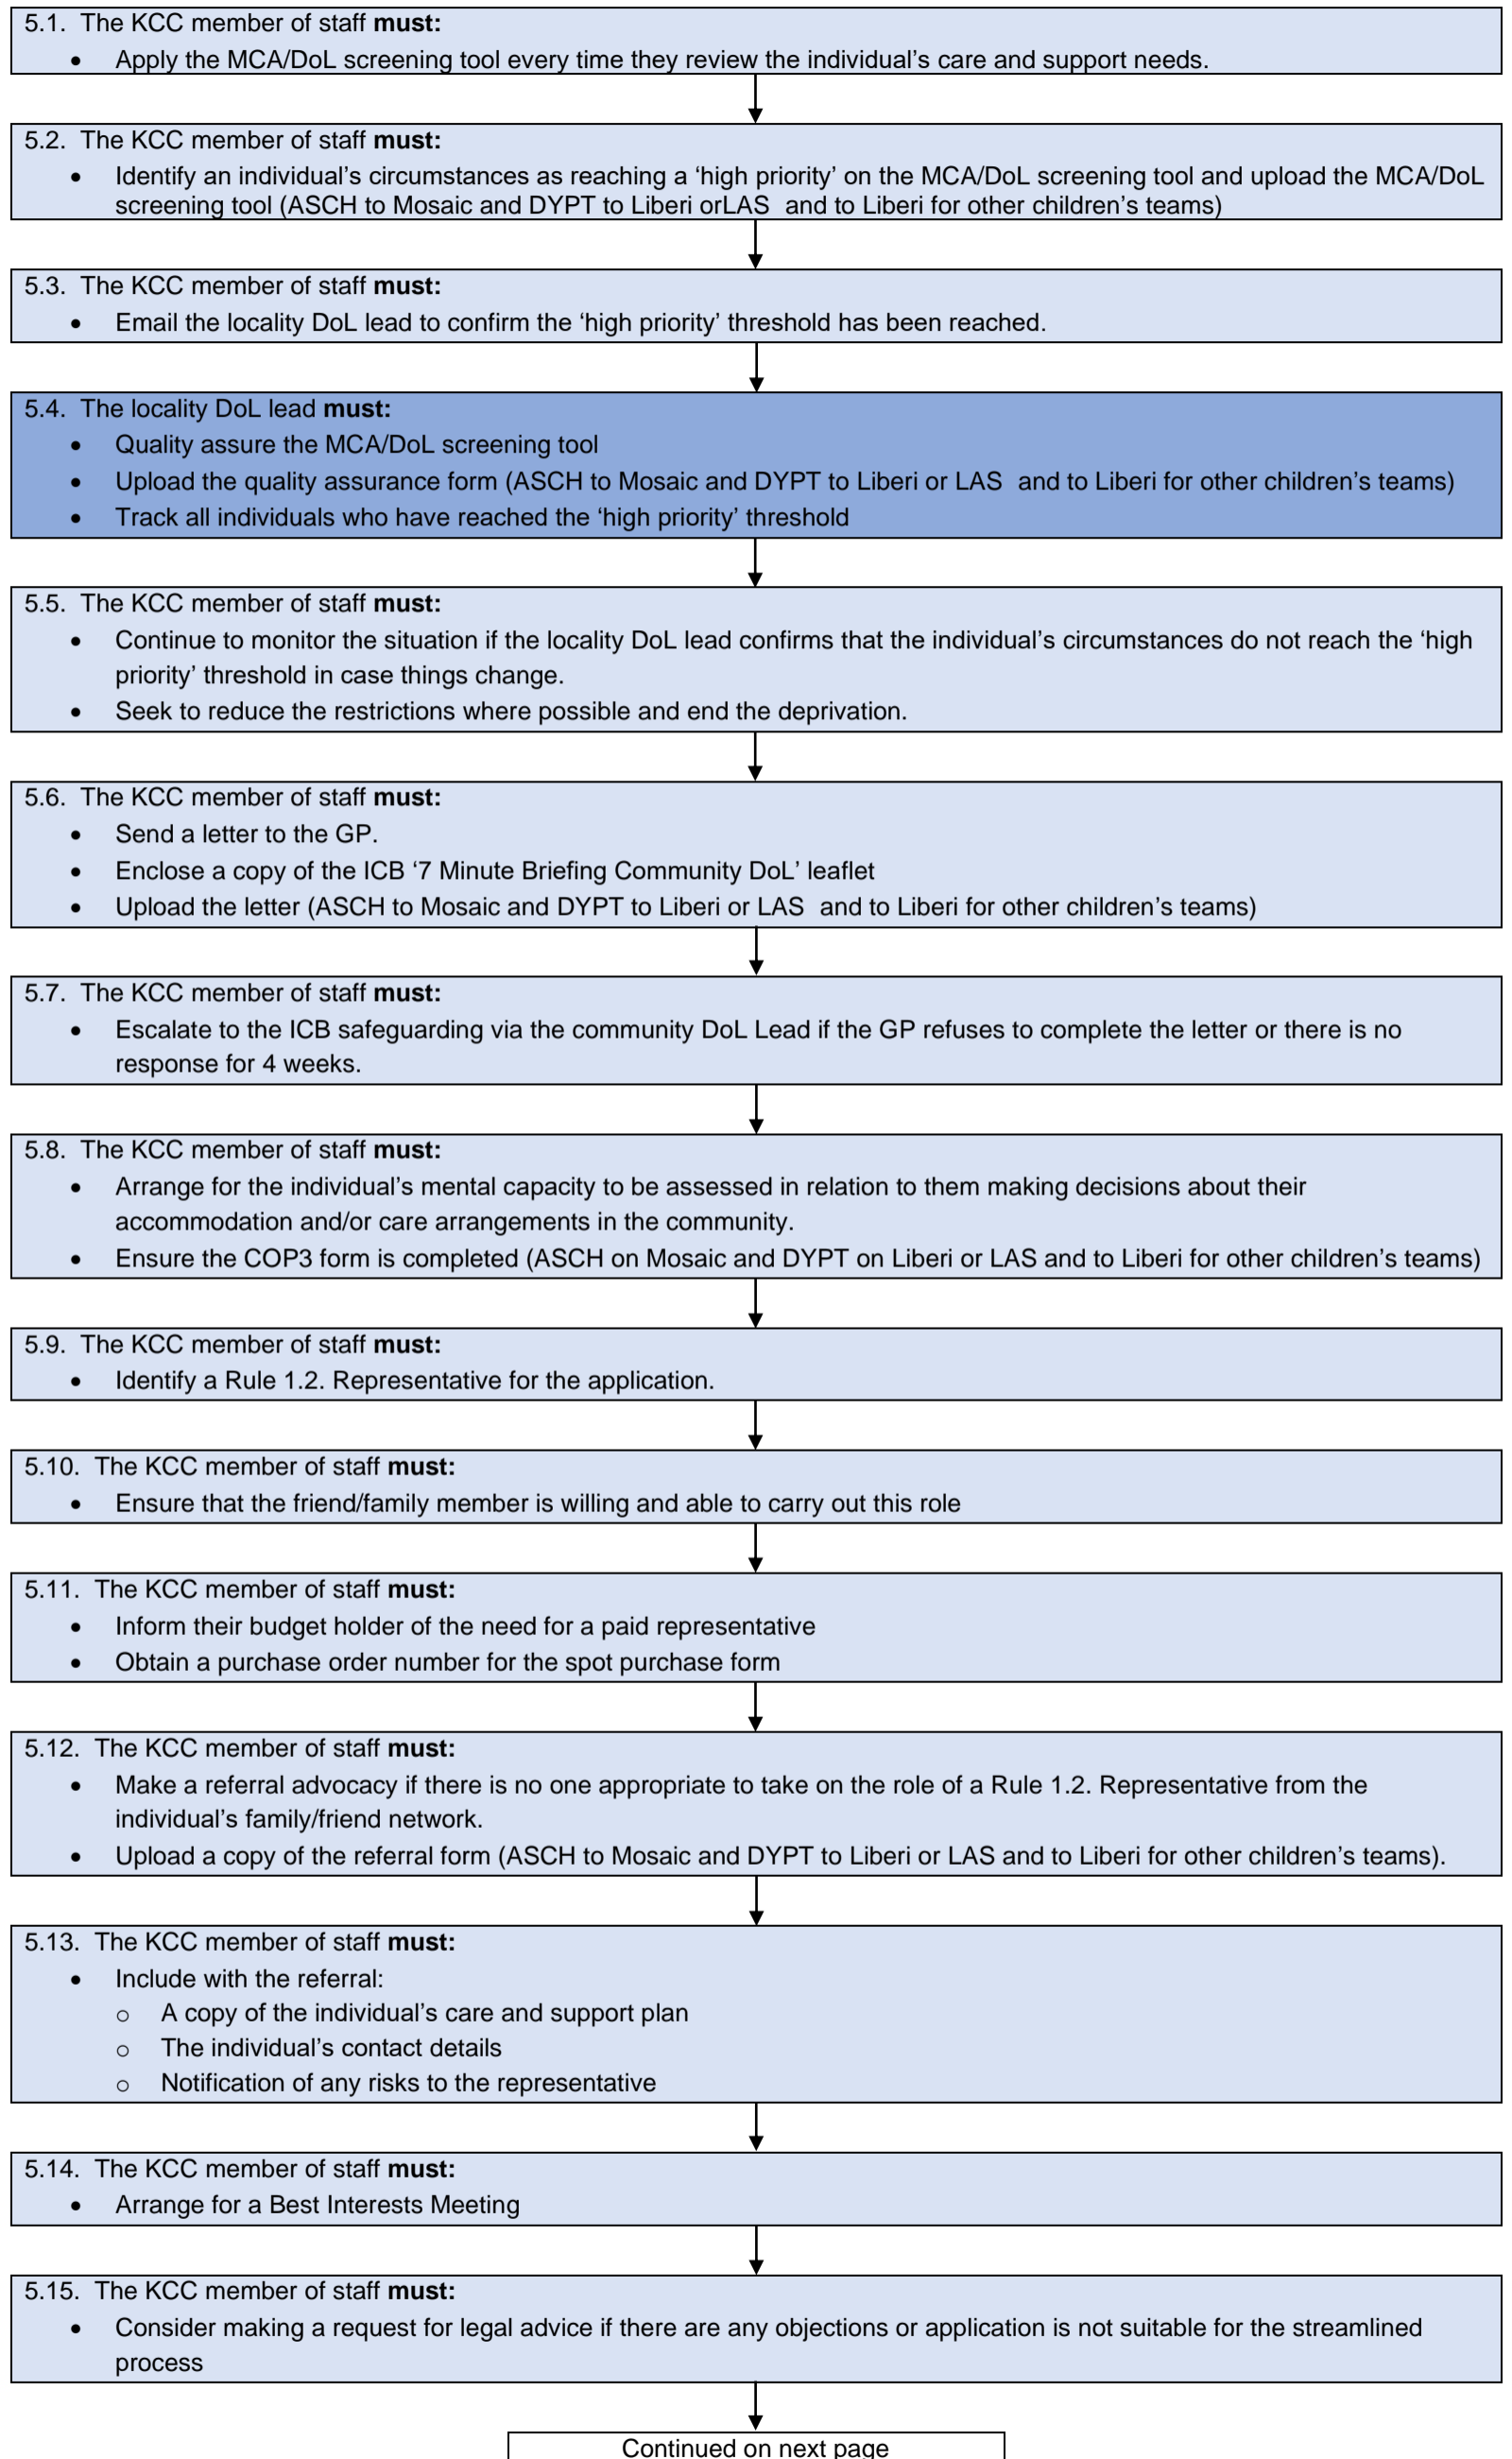 5.1. The KCC member of staff must:
• Apply the MCA/DoL screening tool every time they review the individual’s care and support needs.
5.2. The KCC member of staff must:
• Identify an individual’s circumstances as reaching a ‘high priority’ on the MCA/DoL screening tool and upload the MCA/DoL
screening tool (ASCH to Mosaic and DYPT to Liberi orLAS and to Liberi for other children’s teams)
5.3. The KCC member of staff must:
• Email the locality DoL lead to confirm the ‘high priority’ threshold has been reached.
5.4. The locality DoL lead must:
• Quality assure the MCA/DoL screening tool
• Upload the quality assurance form (ASCH to Mosaic and DYPT to Liberi or LAS and to Liberi for other children’s teams)
• Track all individuals who have reached the ‘high priority’ threshold
5.5. The KCC member of staff must:
• Continue to monitor the situation if the locality DoL lead confirms that the individual’s circumstances do not reach the ‘high
priority’ threshold in case things change.
• Seek to reduce the restrictions where possible and end the deprivation.
5.6. The KCC member of staff must:
• Send a letter to the GP.
• Enclose a copy of the ICB ‘7 Minute Briefing Community DoL’ leaflet
• Upload the letter (ASCH to Mosaic and DYPT to Liberi or LAS and to Liberi for other children’s teams)
5.7. The KCC member of staff must:
• Escalate to the ICB safeguarding via the community DoL Lead if the GP refuses to complete the letter or there is no
response for 4 weeks.
5.8. The KCC member of staff must:
• Arrange for the individual’s mental capacity to be assessed in relation to them making decisions about their
accommodation and/or care arrangements in the community.
• Ensure the COP3 form is completed (ASCH on Mosaic and DYPT on Liberi or LAS and to Liberi for other children’s teams)
5.9. The KCC member of staff must:
• Identify a Rule 1.2. Representative for the application.
5.10. The KCC member of staff must:
• Ensure that the friend/family member is willing and able to carry out this role
5.11. The KCC member of staff must:
• Inform their budget holder of the need for a paid representative
• Obtain a purchase order number for the spot purchase form
5.12. The KCC member of staff must:
• Make a referral advocacy if there is no one appropriate to take on the role of a Rule 1.2. Representative from the
individual’s family/friend network.
• Upload a copy of the referral form (ASCH to Mosaic and DYPT to Liberi or LAS and to Liberi for other children’s teams).
5.13. The KCC member of staff must:
• Include with the referral:
o A copy of the individual’s care and support plan
o The individual’s contact details
o Notification of any risks to the representative
5.14. The KCC member of staff must:
• Arrange for a Best Interests Meeting
5.15. The KCC member of staff must:
• Consider making a request for legal advice if there are any objections or application is not suitable for the streamlined
process
Continued on next page